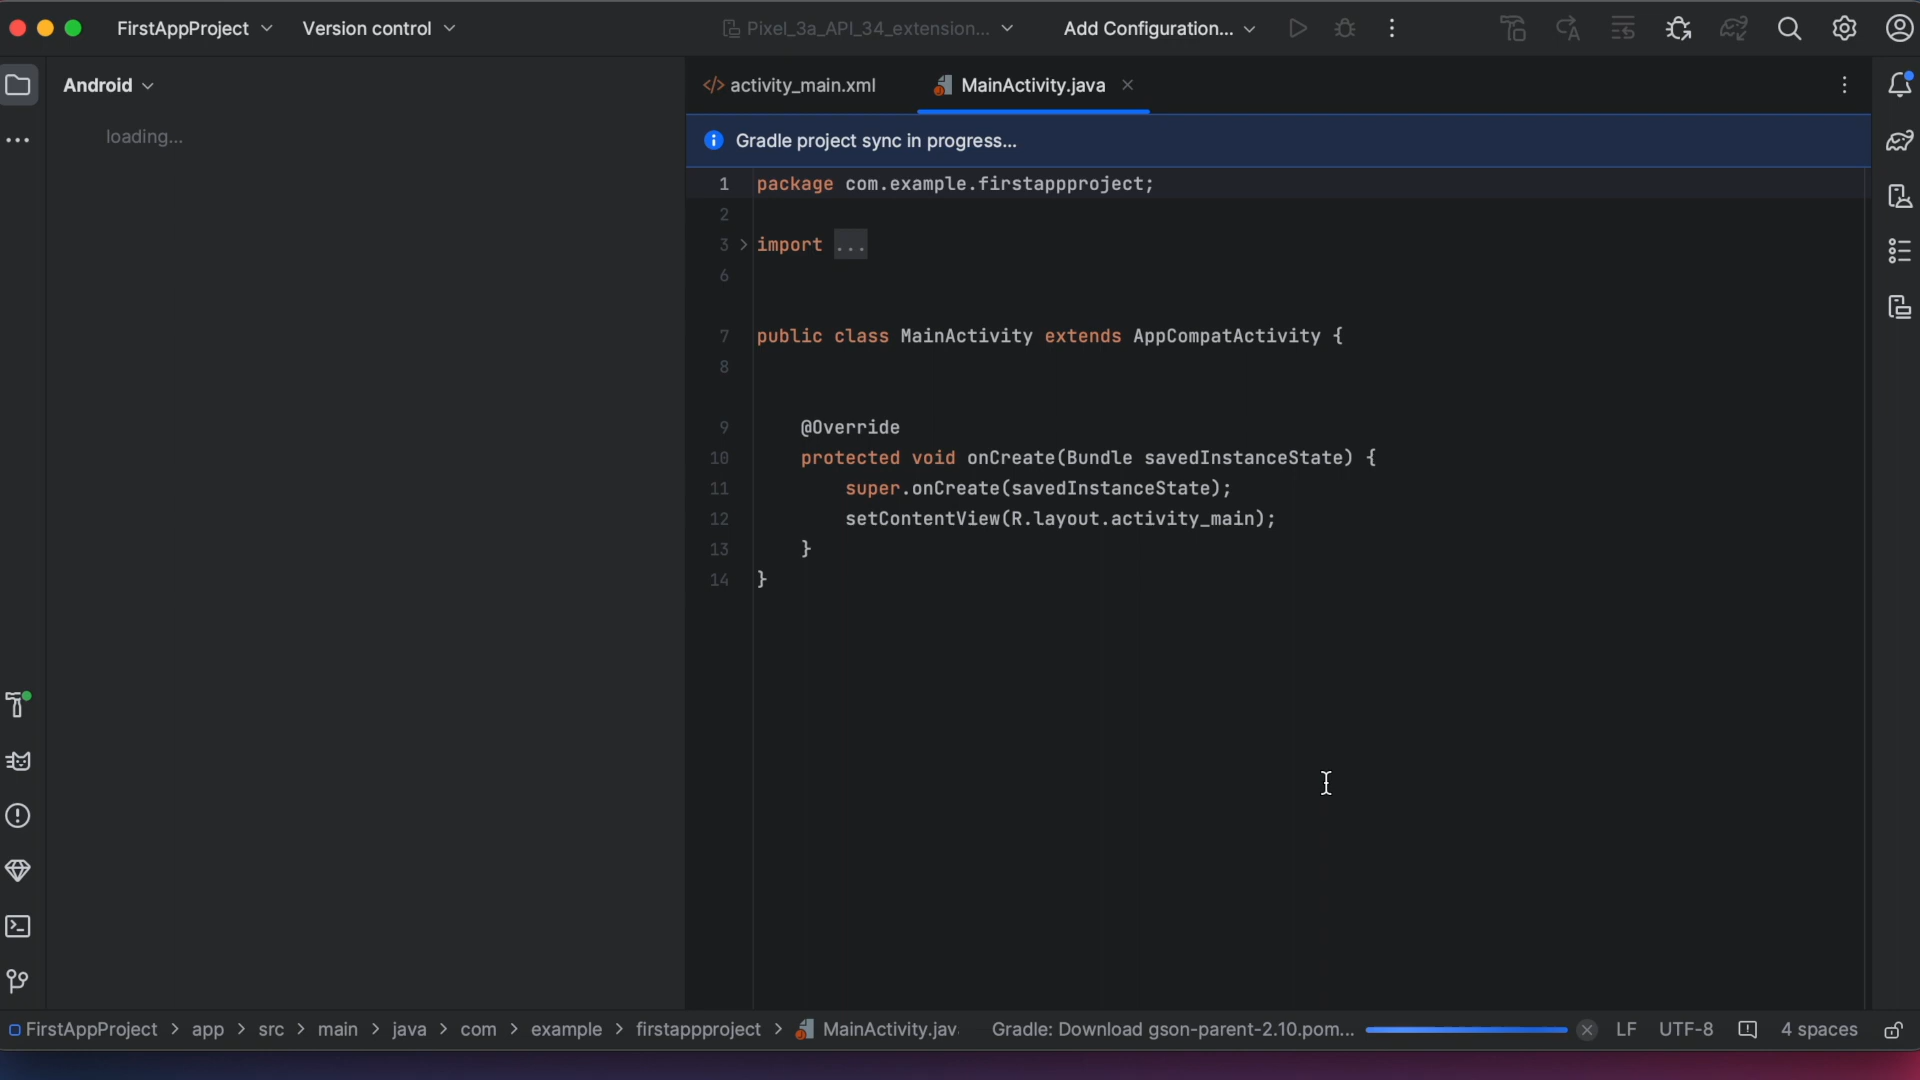 FirstAppProject
Version control
Pixel_3a_API_34_extension...
Add Configuration...
Android
loading...
activity_main.xml
MainActivity.java
Gradle project sync in progress...
1 package com.example.firstappproject;
2
3 import ...
6
7 public class MainActivity extends AppCompatActivity {
8
9 @Override
10 protected void onCreate(Bundle savedInstanceState) {
11 super.onCreate(savedInstanceState);
12 setContentView(R.layout.activity_main);
13 }
14 }
FirstAppProject > app > src > main > java > com > example > firstappproject > MainActivity.jav
Gradle: Download gson-parent-2.10.pom...
LF
UTF-8
4 spaces